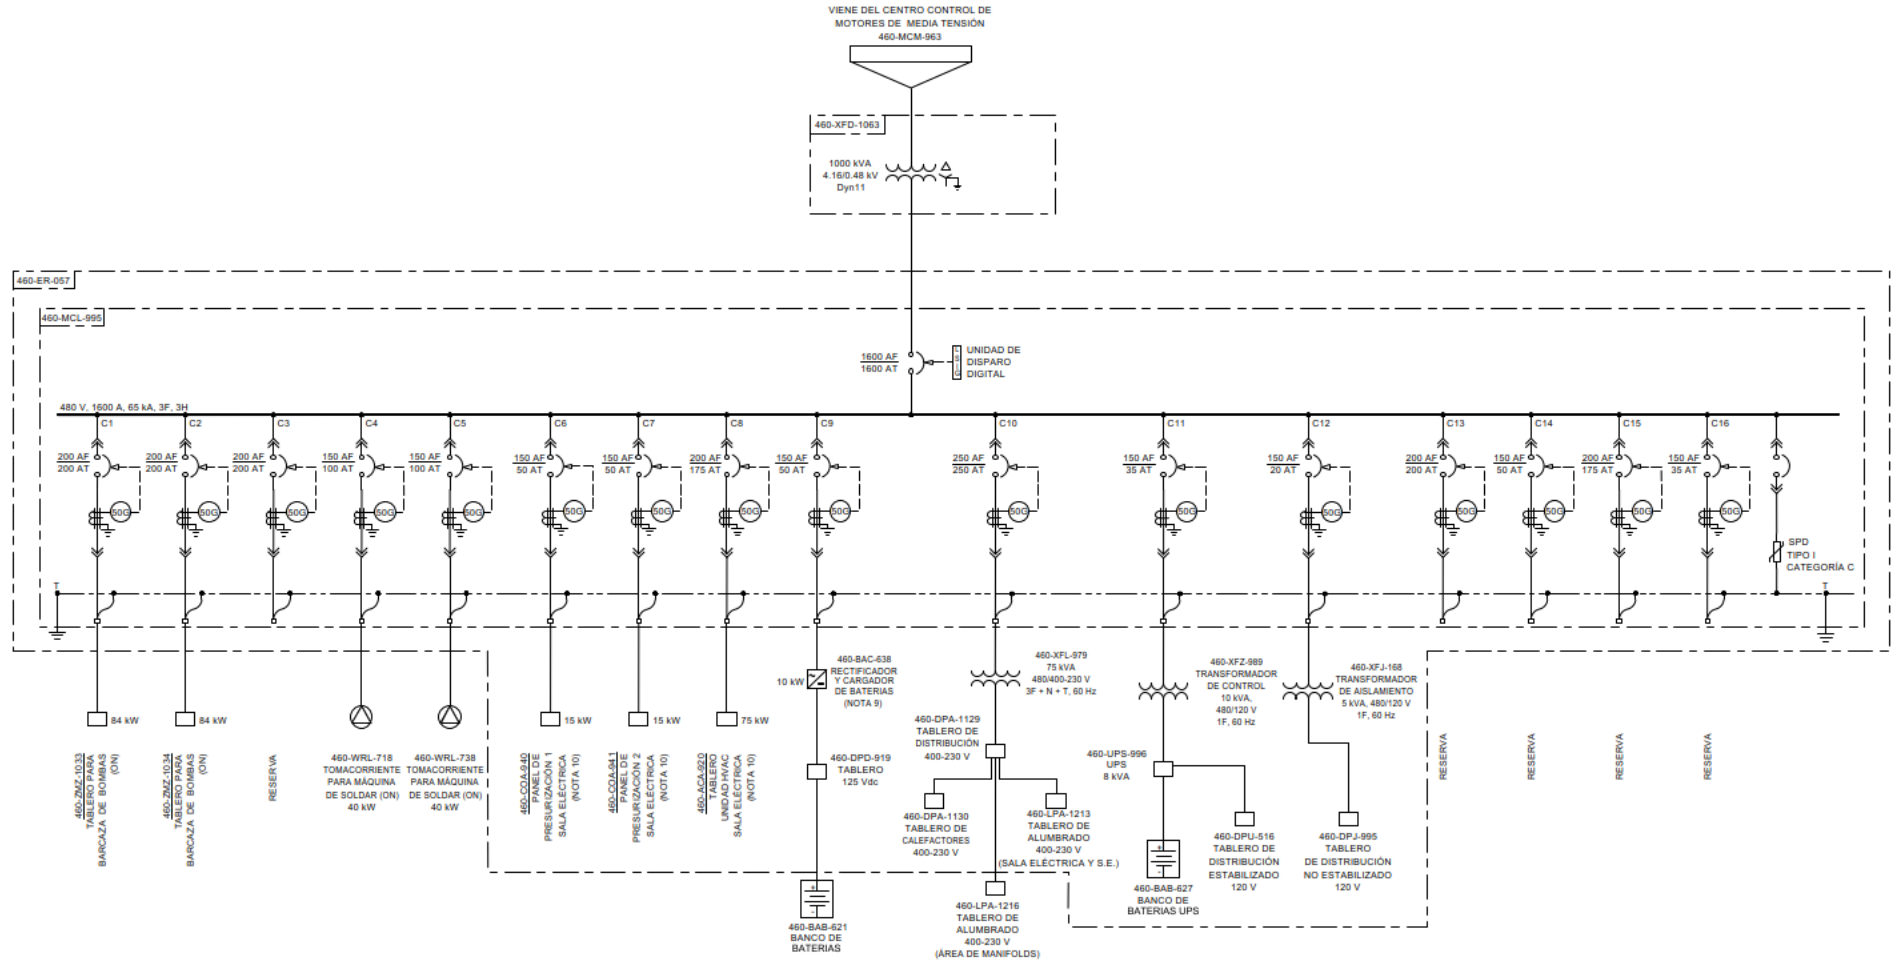 VIENE DEL CENTRO CONTROL DE
MOTORES DE MEDIA TENSIÓN
460-MCM-963
460-XFD-1063
1000 kVA
4.16/0.48 kV
Dyn11
460-ER-057
460-MCL-995
1600 AF
1600 AT
L
S
I
G
UNIDAD DE
DISPARO
DIGITAL
480 V, 1600 A, 65 kA, 3F, 3H
C1
200 AF
200 AT
50G
C2
200 AF
200 AT
50G
C3
200 AF
200 AT
50G
C4
150 AF
100 AT
50G
C5
150 AF
100 AT
50G
C6
150 AF
50 AT
50G
C7
150 AF
50 AT
50G
C8
200 AF
175 AT
50G
C9
150 AF
50 AT
50G
C10
250 AF
250 AT
50G
C11
150 AF
35 AT
50G
C12
150 AF
20 AT
50G
C13
200 AF
200 AT
50G
C14
150 AF
50 AT
50G
C15
200 AF
175 AT
50G
C16
150 AF
35 AT
50G
SPD
TIPO I
CATEGORÍA C
T
T
84 kW
460-ZMZ-1033
TABLERO PARA
BARCAZA DE BOMBAS
(ON)
84 kW
460-ZMZ-1034
TABLERO PARA
BARCAZA DE BOMBAS
(ON)
RESERVA
460-WRL-718
TOMACORRIENTE
PARA MÁQUINA
DE SOLDAR (ON)
40 kW
460-WRL-738
TOMACORRIENTE
PARA MÁQUINA
DE SOLDAR (ON)
40 kW
15 kW
460-COA-940
PANEL DE
PRESURIZACIÓN 1
SALA ELÉCTRICA
(NOTA 10)
15 kW
460-COA-941
PANEL DE
PRESURIZACIÓN 2
SALA ELÉCTRICA
(NOTA 10)
75 kW
460-ACA-920
TABLERO
UNIDAD HVAC
SALA ELÉCTRICA
(NOTA 10)
460-BAC-638
RECTIFICADOR
Y CARGADOR
DE BATERIAS
(NOTA 9)
10 kW
460-DPD-919
TABLERO
125 Vdc
460-BAB-621
BANCO DE
BATERIAS
460-XFL-979
75 kVA
480/400-230 V
3F + N + T, 60 Hz
460-DPA-1129
TABLERO DE
DISTRIBUCIÓN
400-230 V
460-DPA-1130
TABLERO DE
CALEFACTORES
400-230 V
460-LPA-1213
TABLERO DE
ALUMBRADO
400-230 V
(SALA ELÉCTRICA Y S.E.)
460-LPA-1216
TABLERO DE
ALUMBRADO
400-230 V
(ÁREA DE MANIFOLDS)
460-XFZ-989
TRANSFORMADOR
DE CONTROL
10 kVA,
480/120 V
1F, 60 Hz
460-UPS-996
UPS
8 kVA
460-BAB-627
BANCO DE
BATERIAS UPS
460-DPU-516
TABLERO DE
DISTRIBUCIÓN
ESTABILIZADO
120 V
460-XFJ-168
TRANSFORMADOR
DE AISLAMIENTO
5 kVA, 480/120 V
1F, 60 Hz
460-DPJ-995
TABLERO
DE DISTRIBUCIÓN
NO ESTABILIZADO
120 V
RESERVA
RESERVA
RESERVA
RESERVA